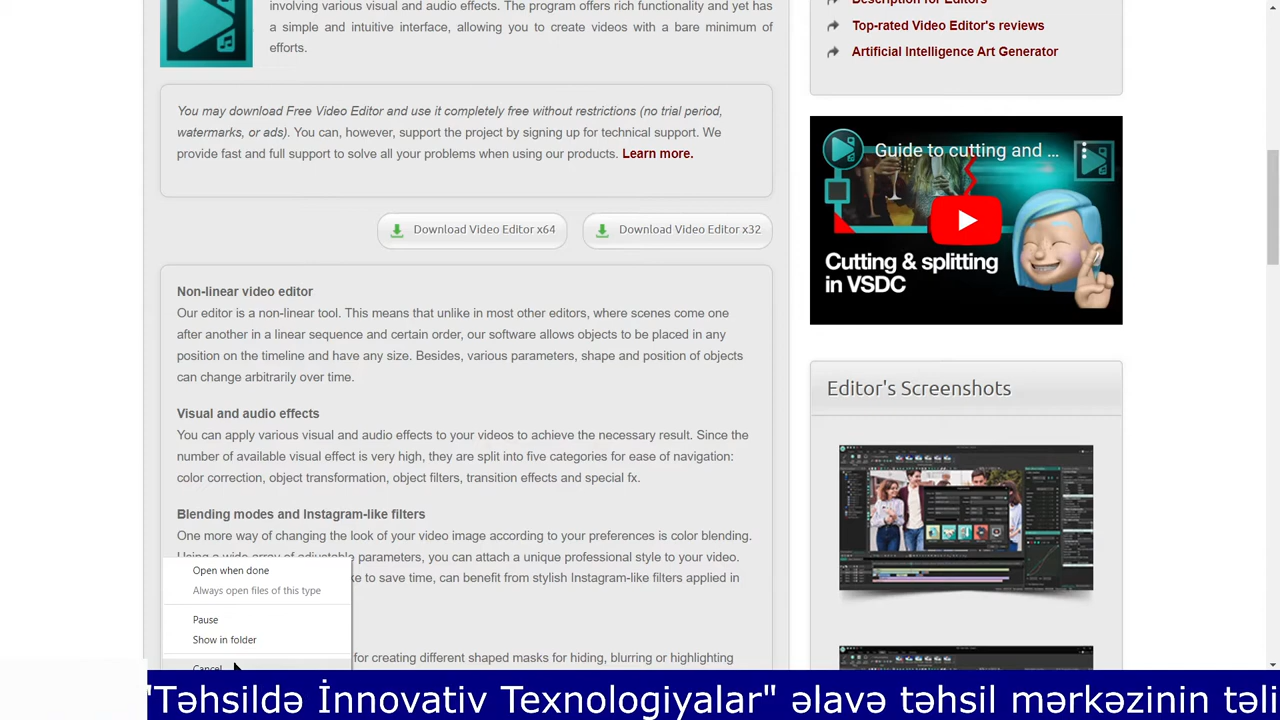 involving various visual and audio effects. The program offers rich functionality and yet has
a simple and intuitive interface, allowing you to create videos with a bare minimum of
efforts.
You may download Free Video Editor and use it completely free without restrictions (no trial period,
watermarks, or ads). You can, however, support the project by signing up for technical support. We
provide fast and full support to solve all your problems when using our products. Learn more.
Download Video Editor x64
Download Video Editor x32
Non-linear video editor
Our editor is a non-linear tool. This means that unlike in most other editors, where scenes come one
after another in a linear sequence and certain order, our software allows objects to be placed in any
position on the timeline and have any size. Besides, various parameters, shape and position of objects
can change arbitrarily over time.
Visual and audio effects
You can apply various visual and audio effects to your videos to achieve the necessary result. Since the
number of available visual effect is very high, they are split into five categories for ease of navigation:
color correction, object transformation, object filters, transition effects and special fx.
Blending modes and Instagram-like filters
One more way of changing the look of your video image according to your preferences is color blending.
to save time, can benefit from stylish Instagram-like filters applied in
for creating different shaped masks for hiding, blurring or highlighting
Open when done
Always open files of this type
Pause
Show in folder
Cancel
Description for Editors
Top-rated Video Editor's reviews
Artificial Intelligence Art Generator
Guide to cutting and ...
Cutting & splitting
in VSDC
Editor's Screenshots
"Təhsildə İnnovativ Texnologiyalar" əlavə təhsil mərkəzinin təli